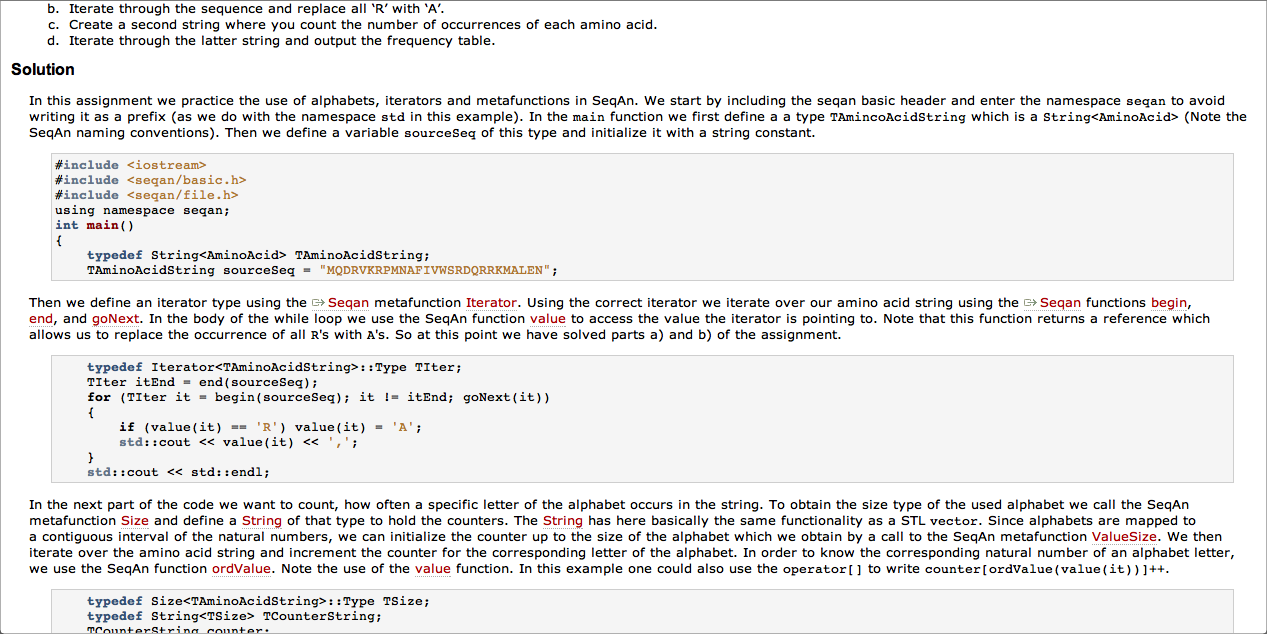 b. Iterate through the sequence and replace all ‘R’ with ‘A’.
c. Create a second string where you count the number of occurrences of each amino acid.
d. Iterate through the latter string and output the frequency table.
Solution
In this assignment we practice the use of alphabets, iterators and metafunctions in SeqAn. We start by including the seqan basic header and enter the namespace seqan to avoid
writing it as a prefix (as we do with the namespace std in this example). In the main function we first define a a type TAmincoAcidString which is a String<AminoAcid> (Note the
SeqAn naming conventions). Then we define a variable sourceSeq of this type and initialize it with a string constant.
#include <iostream>
#include <seqan/basic.h>
#include <seqan/file.h>
using namespace seqan;
int main()
{
typedef String<AminoAcid> TAminoAcidString;
TAminoAcidString sourceSeq = "MQDRVKRPMNAFIVWSRDQRRKMALEN";
Then we define an iterator type using the Seqan metafunction Iterator. Using the correct iterator we iterate over our amino acid string using the Seqan functions begin,
end, and goNext. In the body of the while loop we use the SeqAn function value to access the value the iterator is pointing to. Note that this function returns a reference which
allows us to replace the occurrence of all R's with A's. So at this point we have solved parts a) and b) of the assignment.
typedef Iterator<TAminoAcidString>::Type TIter;
TIter itEnd = end(sourceSeq);
for (TIter it = begin(sourceSeq); it != itEnd; goNext(it))
{
if (value(it) == 'R') value(it) = 'A';
std::cout << value(it) << ',';
}
std::cout << std::endl;
In the next part of the code we want to count, how often a specific letter of the alphabet occurs in the string. To obtain the size type of the used alphabet we call the SeqAn
metafunction Size and define a String of that type to hold the counters. The String has here basically the same functionality as a STL vector. Since alphabets are mapped to
a contiguous interval of the natural numbers, we can initialize the counter up to the size of the alphabet which we obtain by a call to the SeqAn metafunction ValueSize. We then
iterate over the amino acid string and increment the counter for the corresponding letter of the alphabet. In order to know the corresponding natural number of an alphabet letter,
we use the SeqAn function ordValue. Note the use of the value function. In this example one could also use the operator[] to write counter[ordValue(value(it))]++.
typedef Size<TAminoAcidString>::Type TSize;
typedef String<TSize> TCounterString;
TCounterString counter;